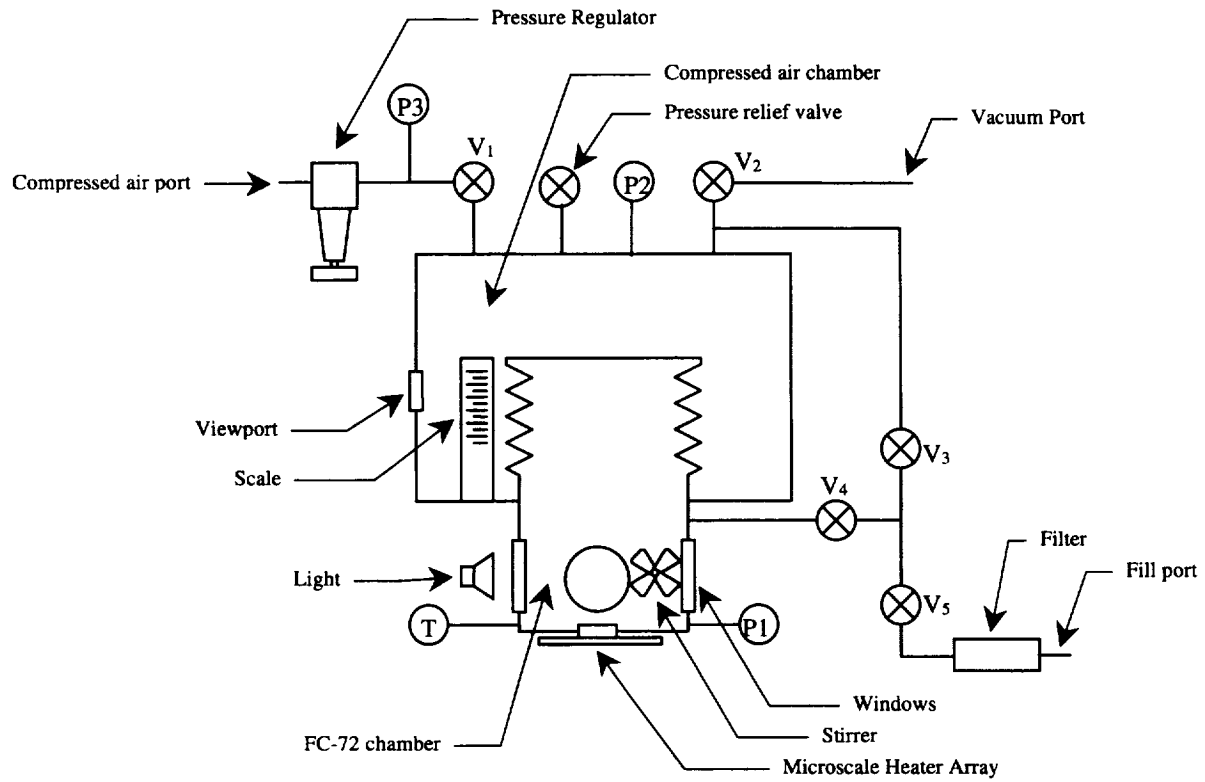 Pressure Regulator
Compressed air chamber
P3
Pressure relief valve
Vacuum Port
V1
V2
Compressed air port
P2
Viewport
Scale
V3
V4
Filter
Light
Fill port
V5
T
P1
Windows
FC-72 chamber
Stirrer
Microscale Heater Array